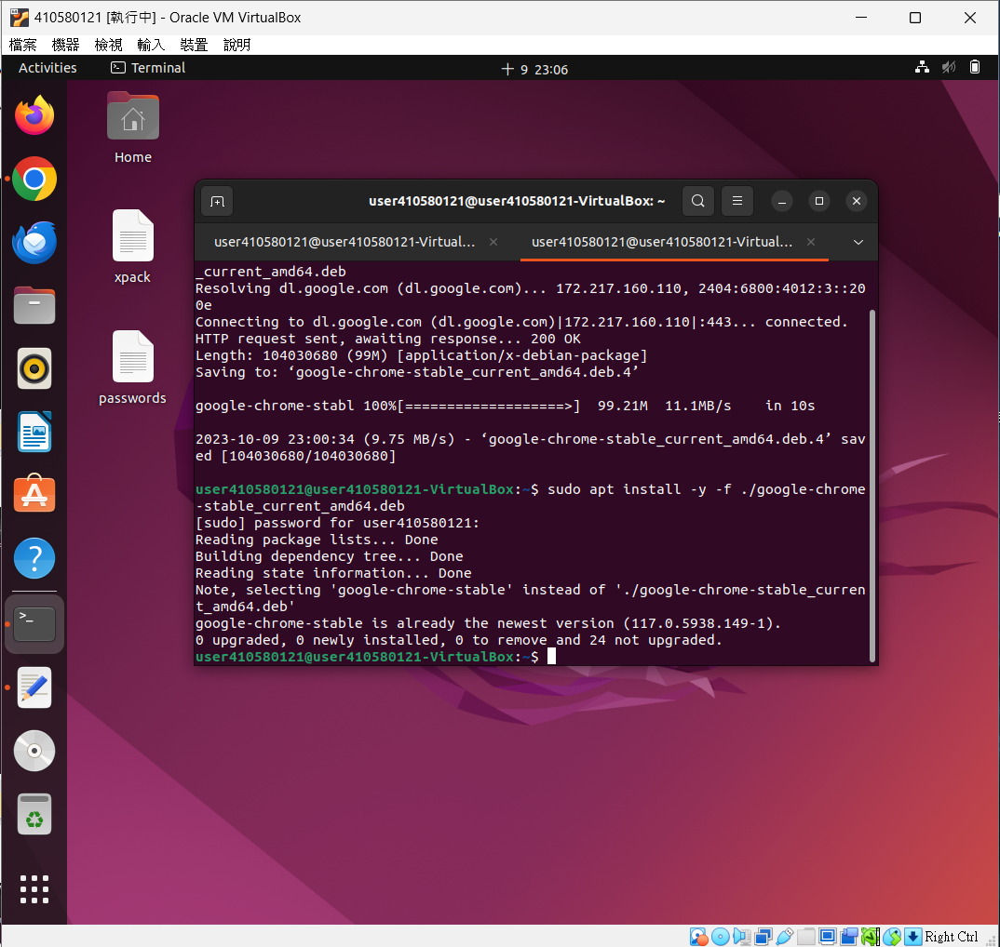 410580121 [執行中] - Oracle VM VirtualBox
檔案 機器 檢視 輸入 裝置 說明
Activities Terminal 十 9 23:06
Home
xpack
passwords
user410580121@user410580121-VirtualBox: ~
user410580121@user410580121-Virtual... user410580121@user410580121-Virtual...
_current_amd64.deb
Resolving dl.google.com (dl.google.com)... 172.217.160.110, 2404:6800:4012:3::20
0e
Connecting to dl.google.com (dl.google.com)|172.217.160.110|:443... connected.
HTTP request sent, awaiting response... 200 OK
Length: 104030680 (99M) [application/x-debian-package]
Saving to: ‘google-chrome-stable_current_amd64.deb.4’
google-chrome-stabl 100%[===================>] 99.21M 11.1MB/s in 10s
2023-10-09 23:00:34 (9.75 MB/s) - ‘google-chrome-stable_current_amd64.deb.4’ sav
ed [104030680/104030680]
user410580121@user410580121-VirtualBox:~$ sudo apt install -y -f ./google-chrome
-stable_current_amd64.deb
[sudo] password for user410580121:
Reading package lists... Done
Building dependency tree... Done
Reading state information... Done
Note, selecting 'google-chrome-stable' instead of './google-chrome-stable_curren
t_amd64.deb'
google-chrome-stable is already the newest version (117.0.5938.149-1).
0 upgraded, 0 newly installed, 0 to remove and 24 not upgraded.
user410580121@user410580121-VirtualBox:~$
Right Ctrl